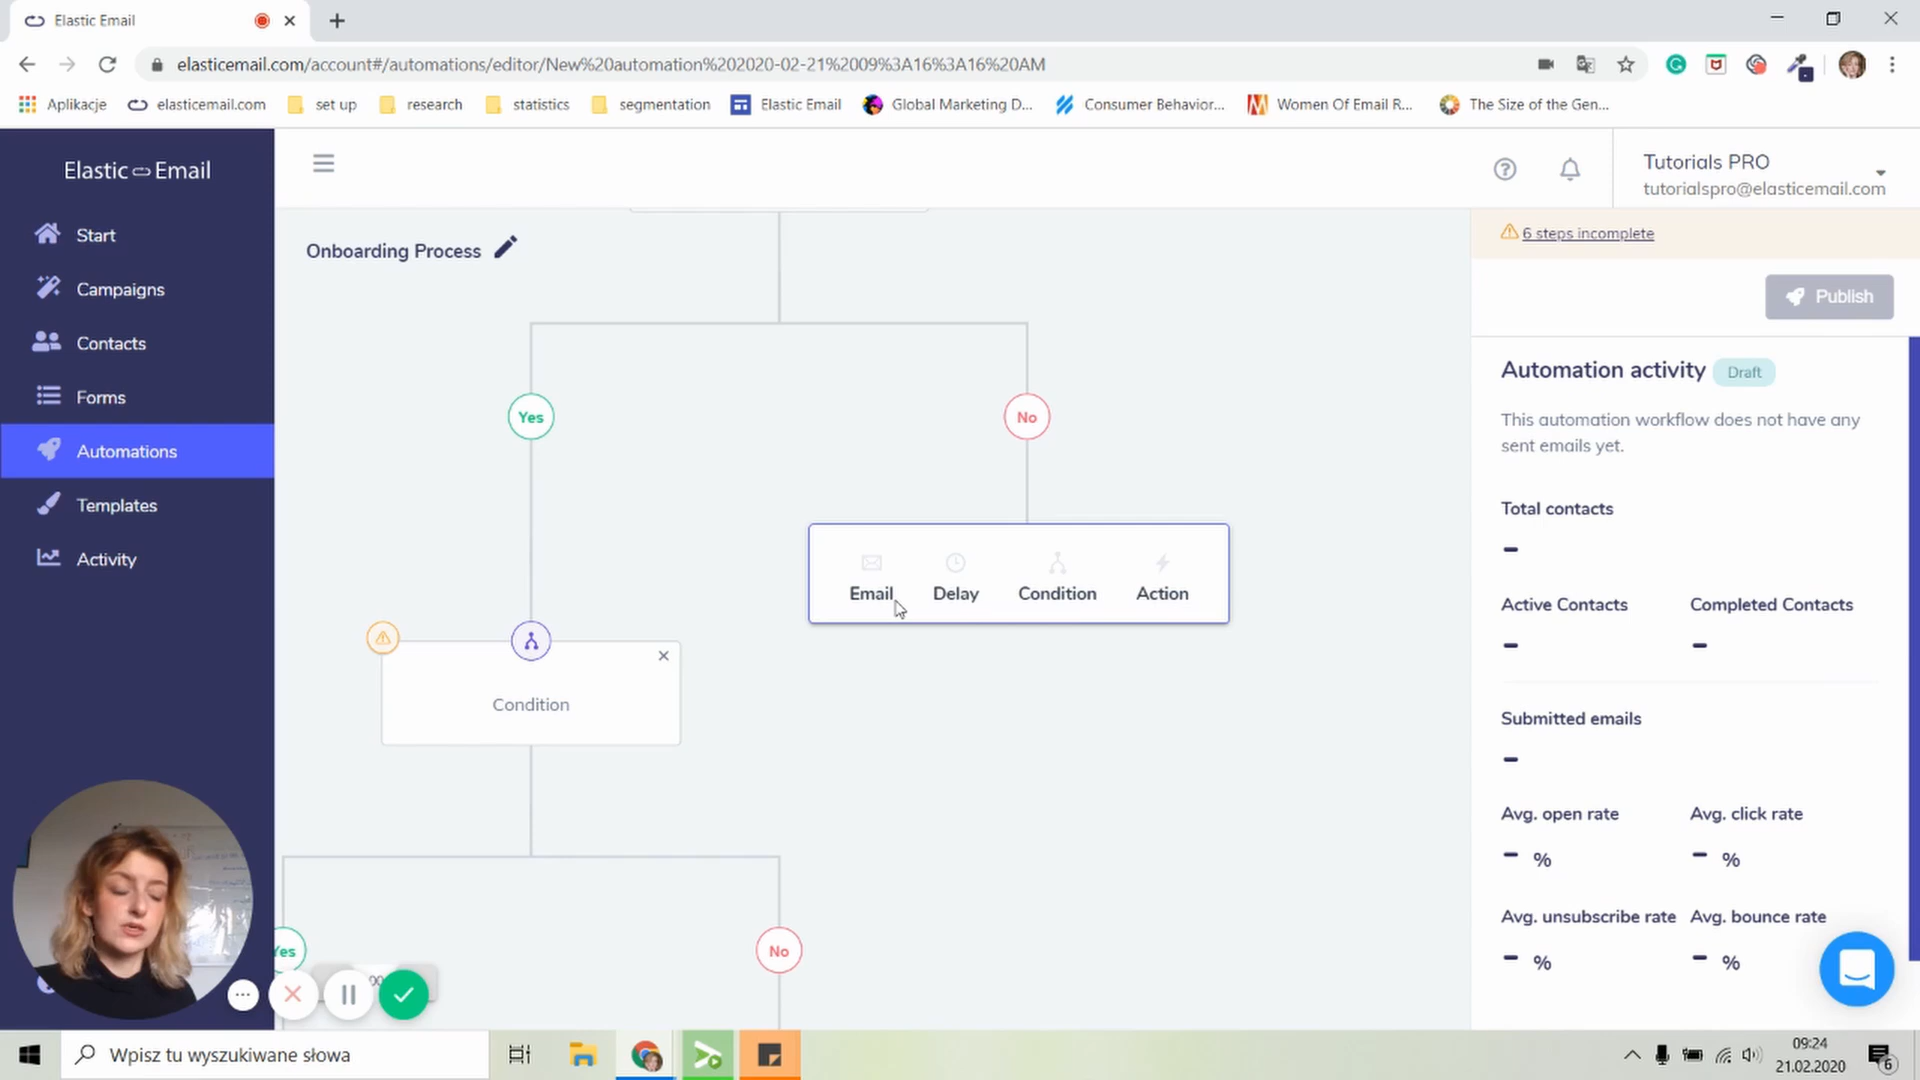 Elastic Email
elasticemail.com/account#/automations/editor/New%20automation%202020-02-21%2009%3A16%3A16%20AM
Aplikacje
elasticemail.com
set up
research
statistics
segmentation
Elastic Email
Global Marketing D...
Consumer Behavior...
Women Of Email R...
The Size of the Gen...
Elastic Email
Tutorials PRO
tutorialspro@elasticemail.com
Start
Campaigns
Contacts
Forms
Automations
Templates
Activity
Onboarding Process
Yes
No
Email
Delay
Condition
Action
Condition
Yes
No
6 steps incomplete
Publish
Automation activity
Draft
This automation workflow does not have any
sent emails yet.
Total contacts
–
Active Contacts
Completed Contacts
–
–
Submitted emails
–
Avg. open rate
Avg. click rate
– %
– %
Avg. unsubscribe rate
Avg. bounce rate
– %
– %
Wpisz tu wyszukiwane słowa
09:24
21.02.2020
6